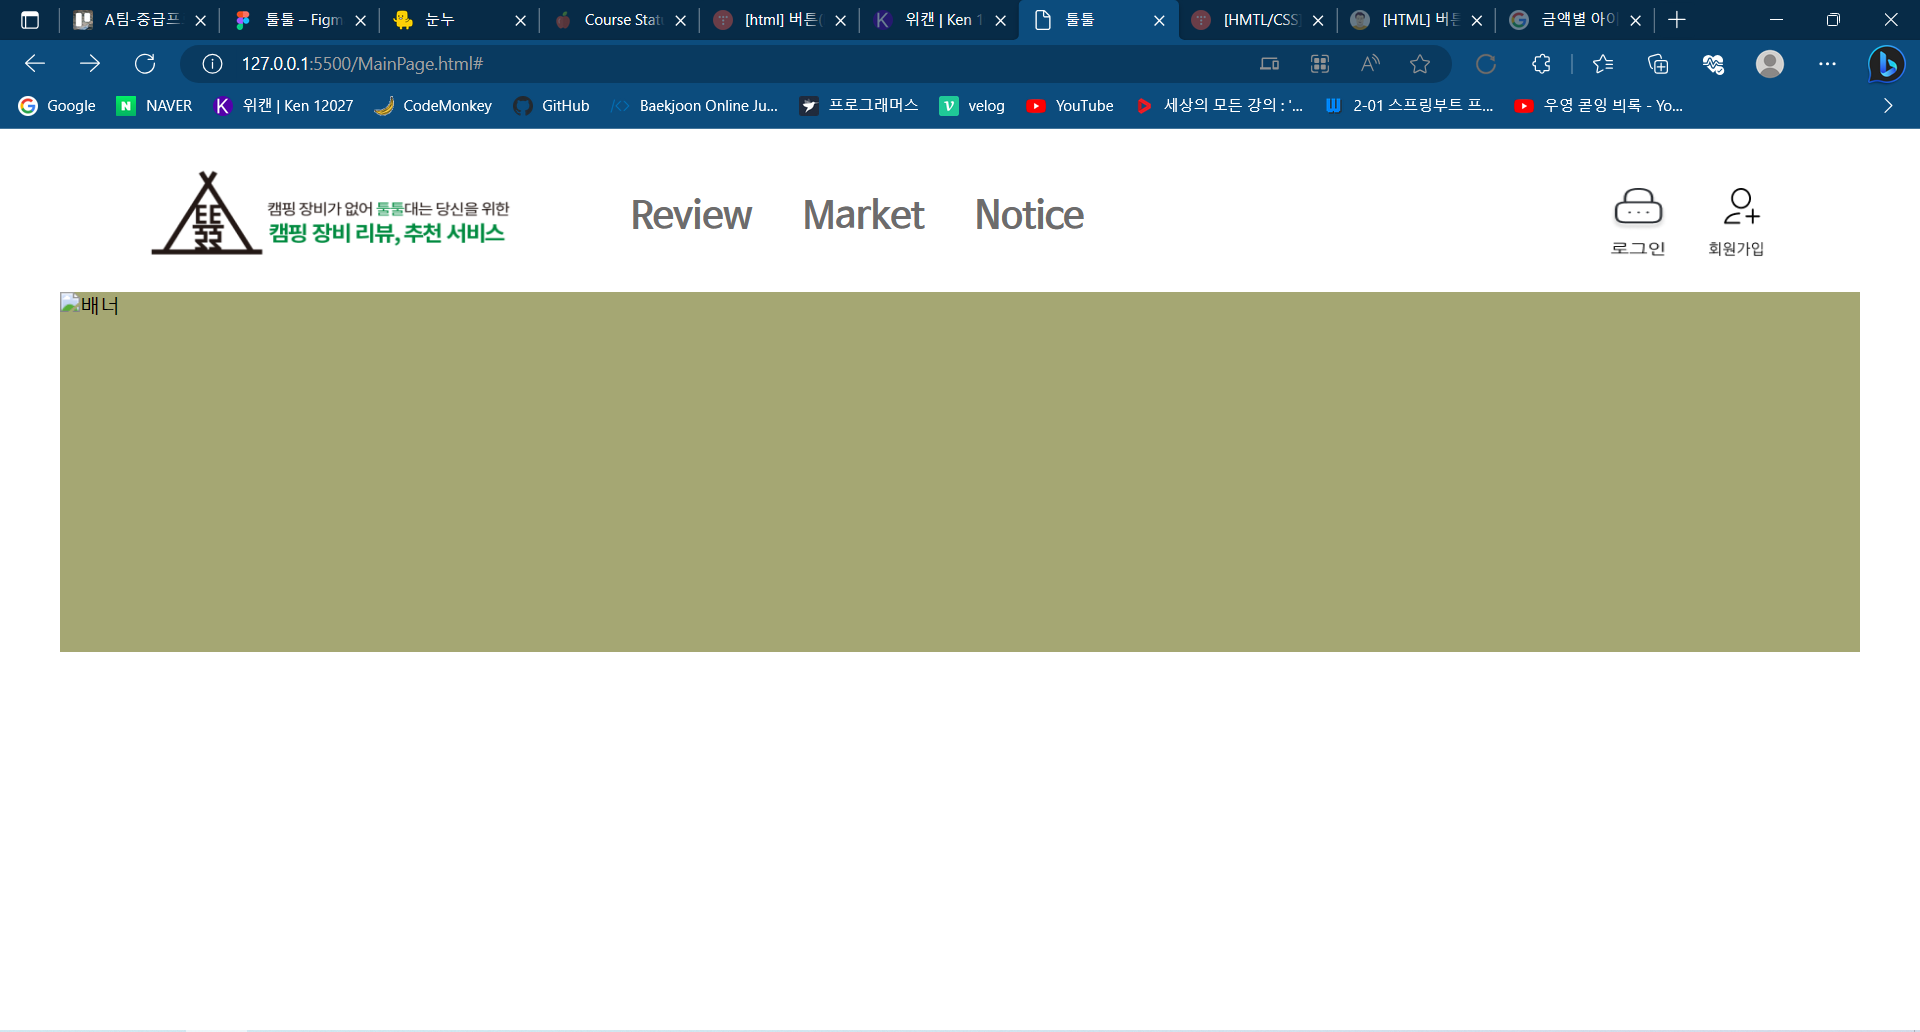 A팀-중급프
툴툴 – Figm
눈누
Course Stat
[html] 버튼(
위캔 | Ken 1
툴툴
[HMTL/CSS]
[HTML] 버튼
금액별 아이
127.0.0.1:5500/MainPage.html#
Google
NAVER
위캔 | Ken 12027
CodeMonkey
GitHub
Baekjoon Online Ju...
프로그래머스
velog
YouTube
세상의 모든 강의 : '...
2-01 스프링부트 프...
우영 콛잉 븨록 - Yo...
툴툴
캠핑 장비가 없어 툴툴대는 당신을 위한
캠핑 장비 리뷰, 추천 서비스
Review
Market
Notice
로그인
회원가입
배너